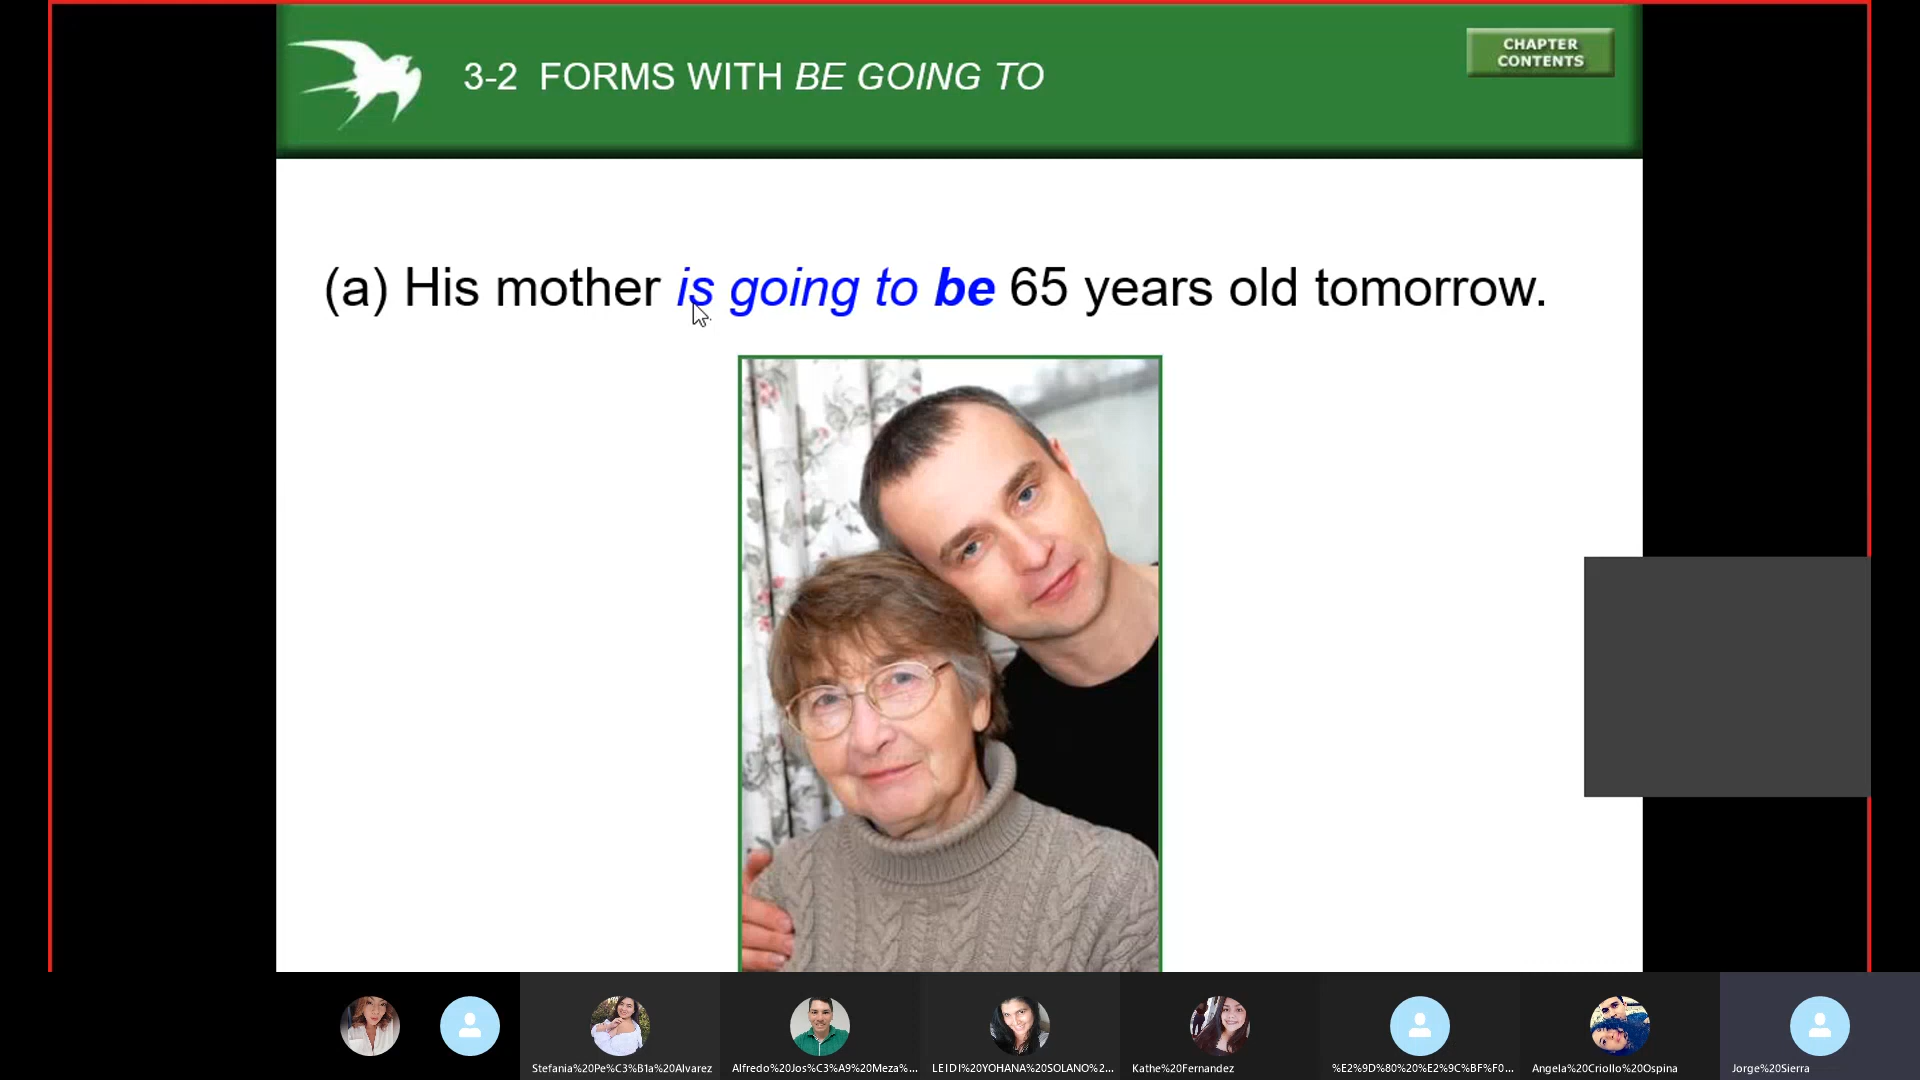 3-2 FORMS WITH BE GOING TO
CHAPTER
CONTENTS
(a) His mother is going to be 65 years old tomorrow.
Stefania%20Pe%C3%B1a%20Alvarez
Alfredo%20Jos%C3%A9%20Meza%...
LEIDI%20YOHANA%20SOLANO%2...
Kathe%20Fernandez
%E2%9D%80%20%E2%9C%BF%F0...
Angela%20Criollo%20Ospina
Jorge%20Sierra